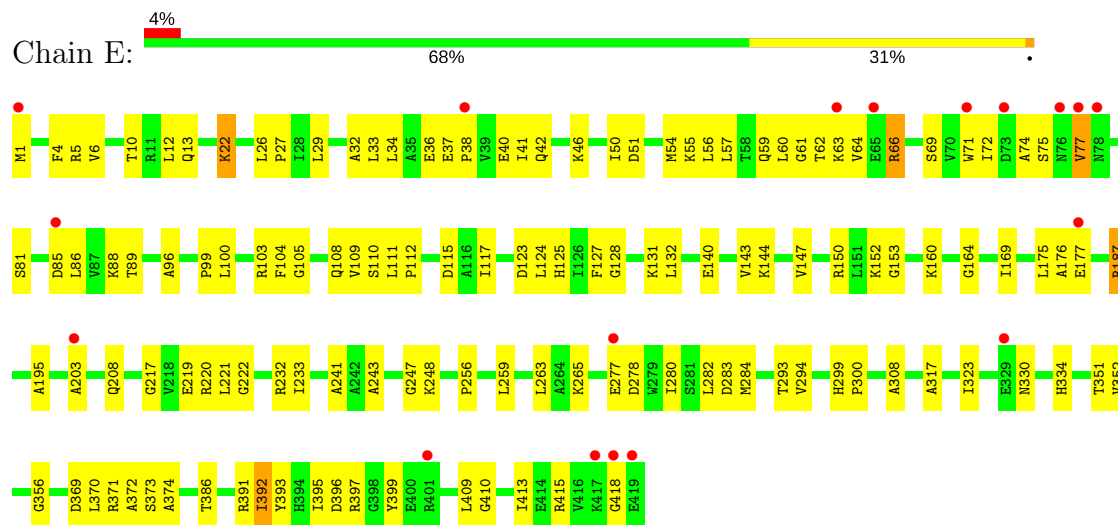 4%
Chain E:
68% 31% •
M1 F4 R5 V6 T10 R11 L12 Q13 K22 L26 P27 I28 L29 A32 L33 L34 A35 E36 E37 P38 V39 E40 I41 Q42 K46 I50 D51 M54 K55 L56 L57 T58 Q59 L60 G61 T62 K63 V64 E65 R66 S69 V70 W71 I72 D73 A74 S75 N76 V77 N78
S81 D85 L86 V87 K88 T89 A96 P99 L100 R103 F104 G105 Q108 V109 S110 L111 P112 D115 A116 I117 D123 L124 H125 I126 F127 G128 K131 L132 E140 V143 K144 V147 R150 L151 K152 G153 K160 G164 I169 L175 A176 E177 R187
A195 A203 Q208 G217 V218 E219 R220 L221 G222 R232 I233 A241 A242 A243 G247 K248 P256 L259 L263 A264 K265 E277 D278 W279 I280 S281 L282 D283 M284 T293 V294 H299 P300 A308 A317 I323 E329 N330 H334 T351
G356 D369 L370 R371 A372 S373 A374 T386 R391 I392 Y393 H394 I395 D396 R397 G398 Y399 E400 R401 L409 G410 I413 E414 R415 V416 K417 G418 E419